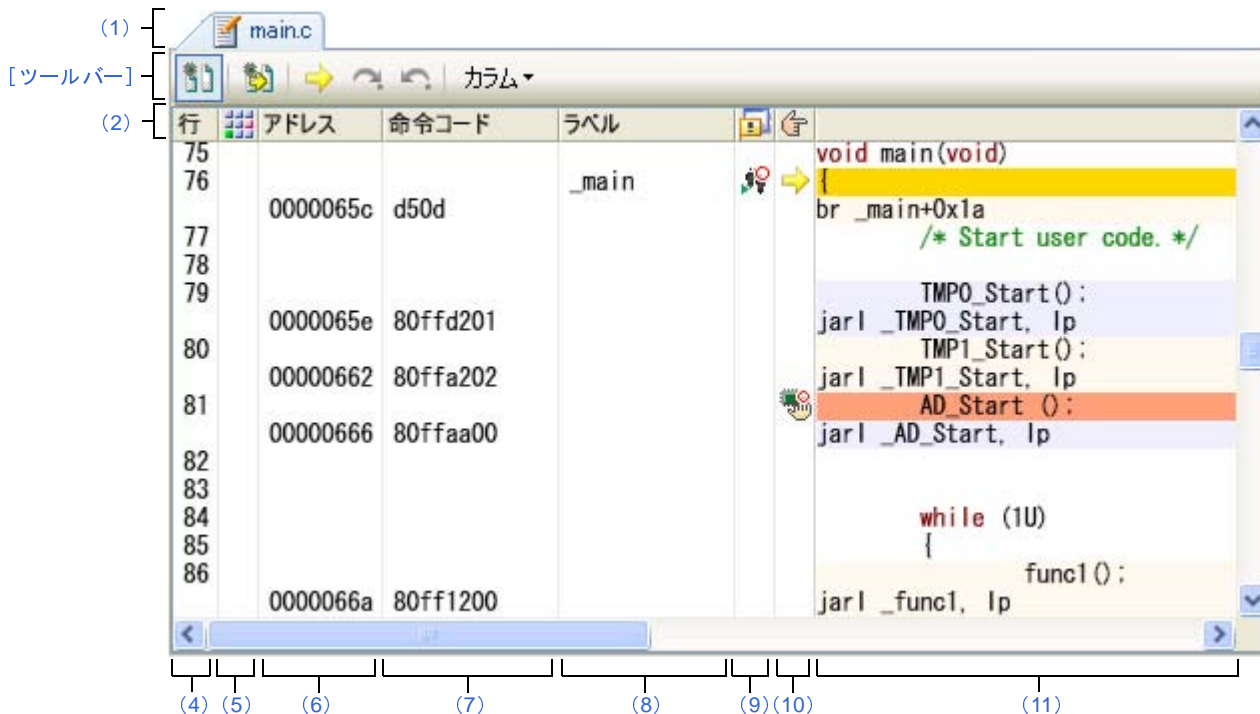 (1) main.c
[ツールバー] カラム
(2) 行 アドレス 命令コード ラベル
75 void main(void)
76 _main {
0000065c d50d br _main+0x1a
77 /* Start user code. */
78
79 TMP0_Start();
0000065e 80ffd201 jarl _TMP0_Start, lp
80 TMP1_Start();
00000662 80ffa202 jarl _TMP1_Start, lp
81 AD_Start ();
00000666 80ffaa00 jarl _AD_Start, lp
82
83
84 while (1U)
85 {
86 func1();
0000066a 80ff1200 jarl _func1, lp
(4) (5) (6) (7) (8) (9) (10) (11)